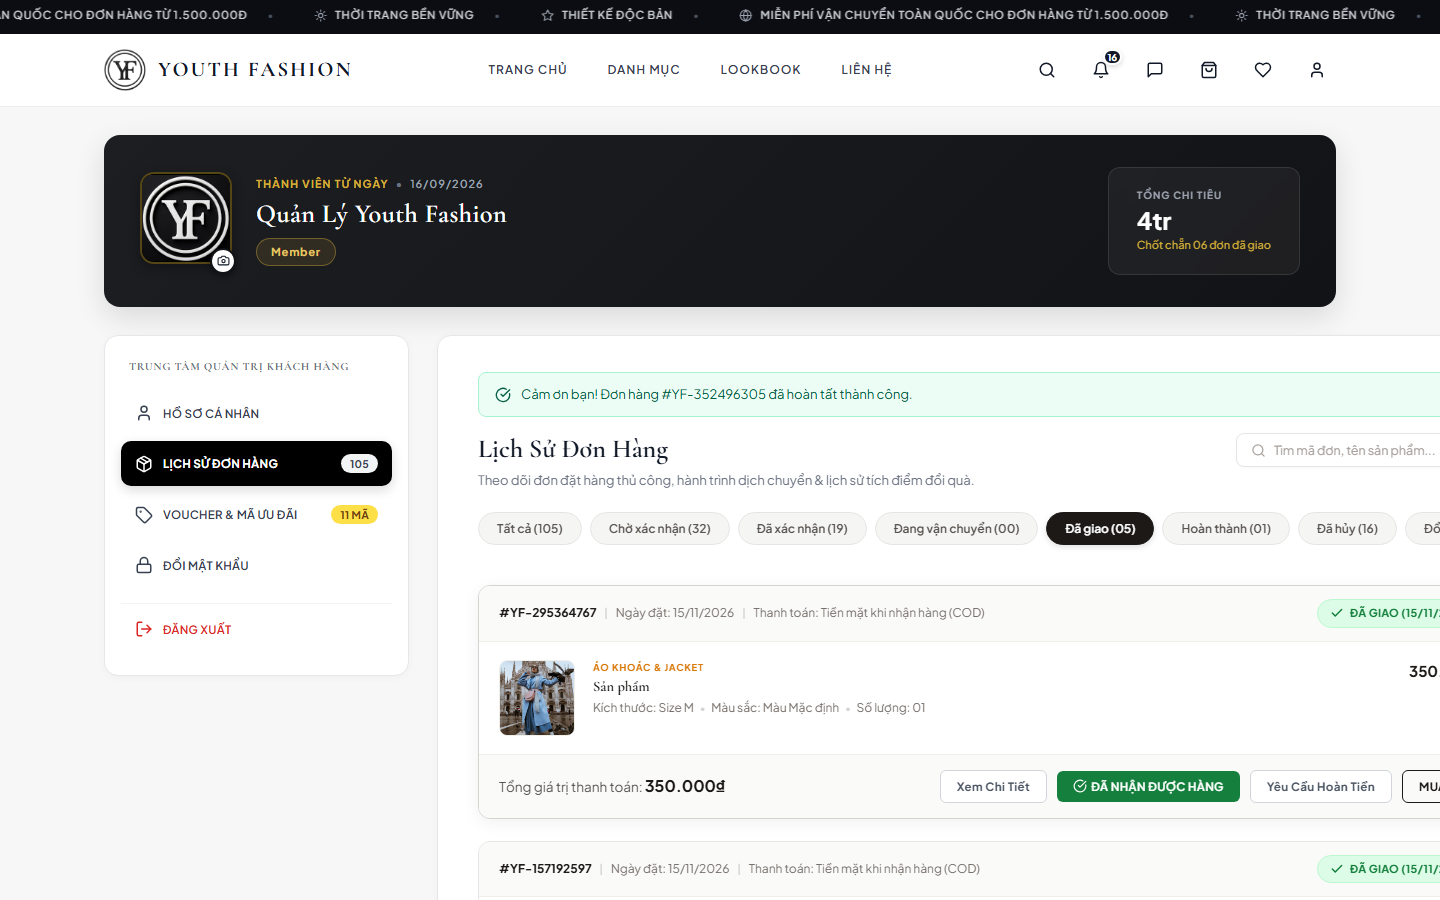 N QUỐC CHO ĐƠN HÀNG TỪ 1.500.000Đ • THỜI TRANG BỀN VỮNG • THIẾT KẾ ĐỘC BẢN • MIỄN PHÍ VẬN CHUYỂN TOÀN QUỐC CHO ĐƠN HÀNG TỪ 1.500.000Đ • THỜI TRANG BỀN VỮNG •
YF YOUTH FASHION TRANG CHỦ DANH MỤC LOOKBOOK LIÊN HỆ 16
THÀNH VIÊN TỪ NGÀY • 16/09/2026
YF Quản Lý Youth Fashion
Member
TỔNG CHI TIÊU
4tr
Chốt chẵn 06 đơn đã giao
TRUNG TÂM QUẢN TRỊ KHÁCH HÀNG
HỒ SƠ CÁ NHÂN
LỊCH SỬ ĐƠN HÀNG 105
VOUCHER & MÃ ƯU ĐÃI 11 MÃ
ĐỔI MẬT KHẨU
ĐĂNG XUẤT
Cảm ơn bạn! Đơn hàng #YF-352496305 đã hoàn tất thành công.
Lịch Sử Đơn Hàng
Tìm mã đơn, tên sản phẩm...
Theo dõi đơn đặt hàng thủ công, hành trình dịch chuyển & lịch sử tích điểm đổi quà.
Tất cả (105) Chờ xác nhận (32) Đã xác nhận (19) Đang vận chuyển (00) Đã giao (05) Hoàn thành (01) Đã hủy (16) Đổ
#YF-295364767 | Ngày đặt: 15/11/2026 | Thanh toán: Tiền mặt khi nhận hàng (COD) ĐÃ GIAO (15/11/
ÁO KHOÁC & JACKET
Sản phẩm 350.
Kích thước: Size M • Màu sắc: Màu Mặc định • Số lượng: 01
Tổng giá trị thanh toán: 350.000₫ Xem Chi Tiết ĐÃ NHẬN ĐƯỢC HÀNG Yêu Cầu Hoàn Tiền MU
#YF-157192597 | Ngày đặt: 15/11/2026 | Thanh toán: Tiền mặt khi nhận hàng (COD) ĐÃ GIAO (15/11/